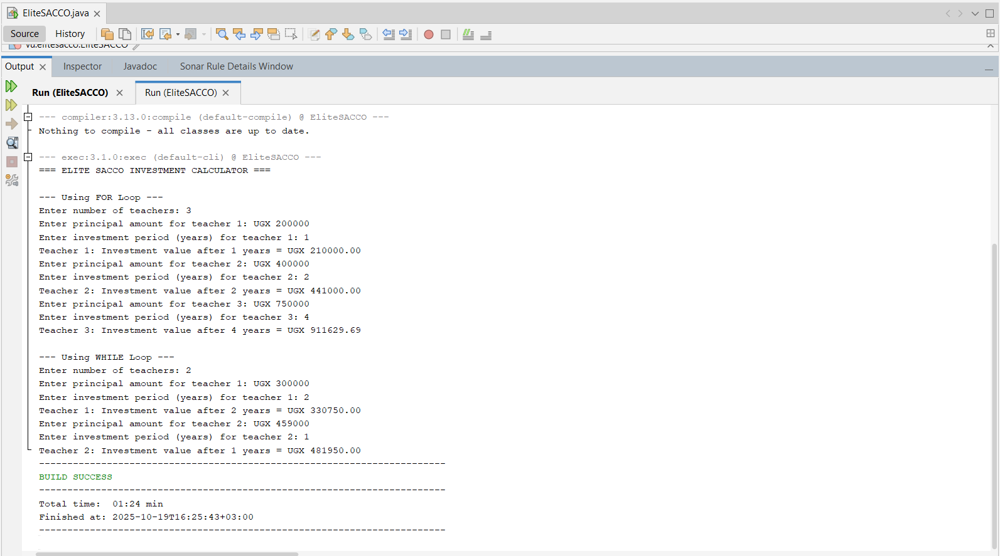 EliteSACCO.java
Source History
vu.elitesacco.EliteSACCO
Output Inspector Javadoc Sonar Rule Details Window
Run (EliteSACCO) Run (EliteSACCO)
--- compiler:3.13.0:compile (default-compile) @ EliteSACCO ---
Nothing to compile - all classes are up to date.
--- exec:3.1.0:exec (default-cli) @ EliteSACCO ---
=== ELITE SACCO INVESTMENT CALCULATOR ===
--- Using FOR Loop ---
Enter number of teachers: 3
Enter principal amount for teacher 1: UGX 200000
Enter investment period (years) for teacher 1: 1
Teacher 1: Investment value after 1 years = UGX 210000.00
Enter principal amount for teacher 2: UGX 400000
Enter investment period (years) for teacher 2: 2
Teacher 2: Investment value after 2 years = UGX 441000.00
Enter principal amount for teacher 3: UGX 750000
Enter investment period (years) for teacher 3: 4
Teacher 3: Investment value after 4 years = UGX 911629.69
--- Using WHILE Loop ---
Enter number of teachers: 2
Enter principal amount for teacher 1: UGX 300000
Enter investment period (years) for teacher 1: 2
Teacher 1: Investment value after 2 years = UGX 330750.00
Enter principal amount for teacher 2: UGX 459000
Enter investment period (years) for teacher 2: 1
Teacher 2: Investment value after 1 years = UGX 481950.00
------------------------------------------------------------------------
BUILD SUCCESS
------------------------------------------------------------------------
Total time:  01:24 min
Finished at: 2025-10-19T16:25:43+03:00
------------------------------------------------------------------------